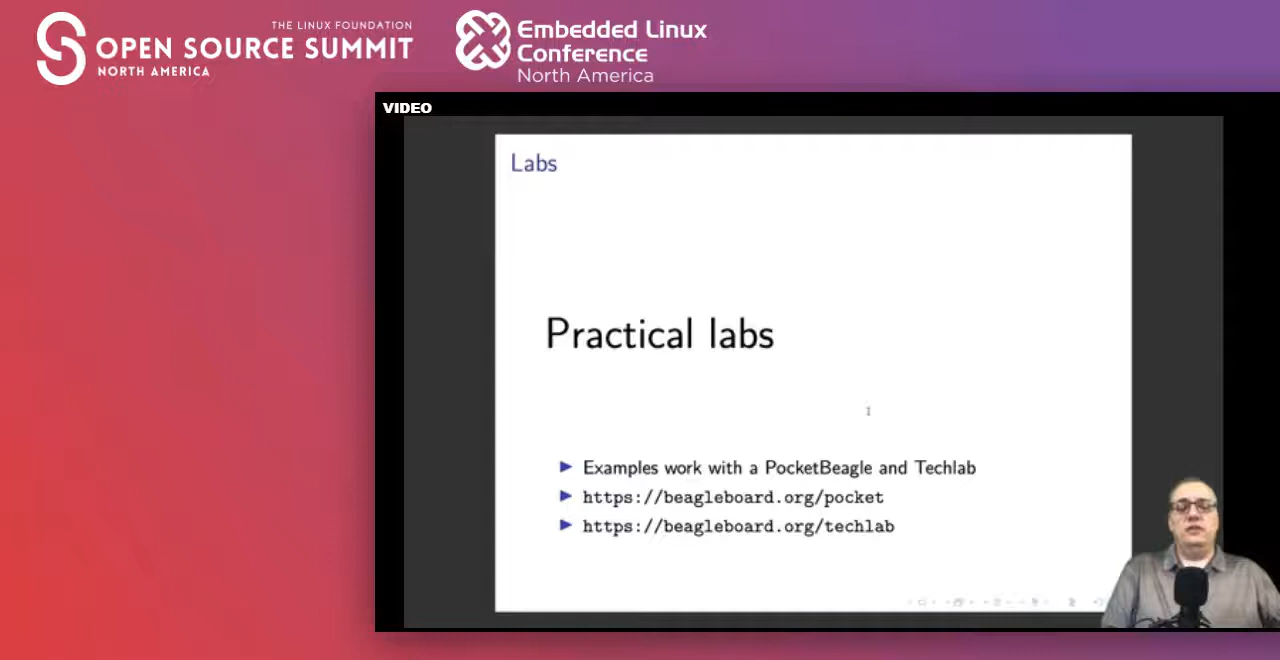 THE LINUX FOUNDATION
OPEN SOURCE SUMMIT
NORTH AMERICA
Embedded Linux
Conference
North America
VIDEO
Labs
Practical labs
Examples work with a PocketBeagle and Techlab
https://beagleboard.org/pocket
https://beagleboard.org/techlab